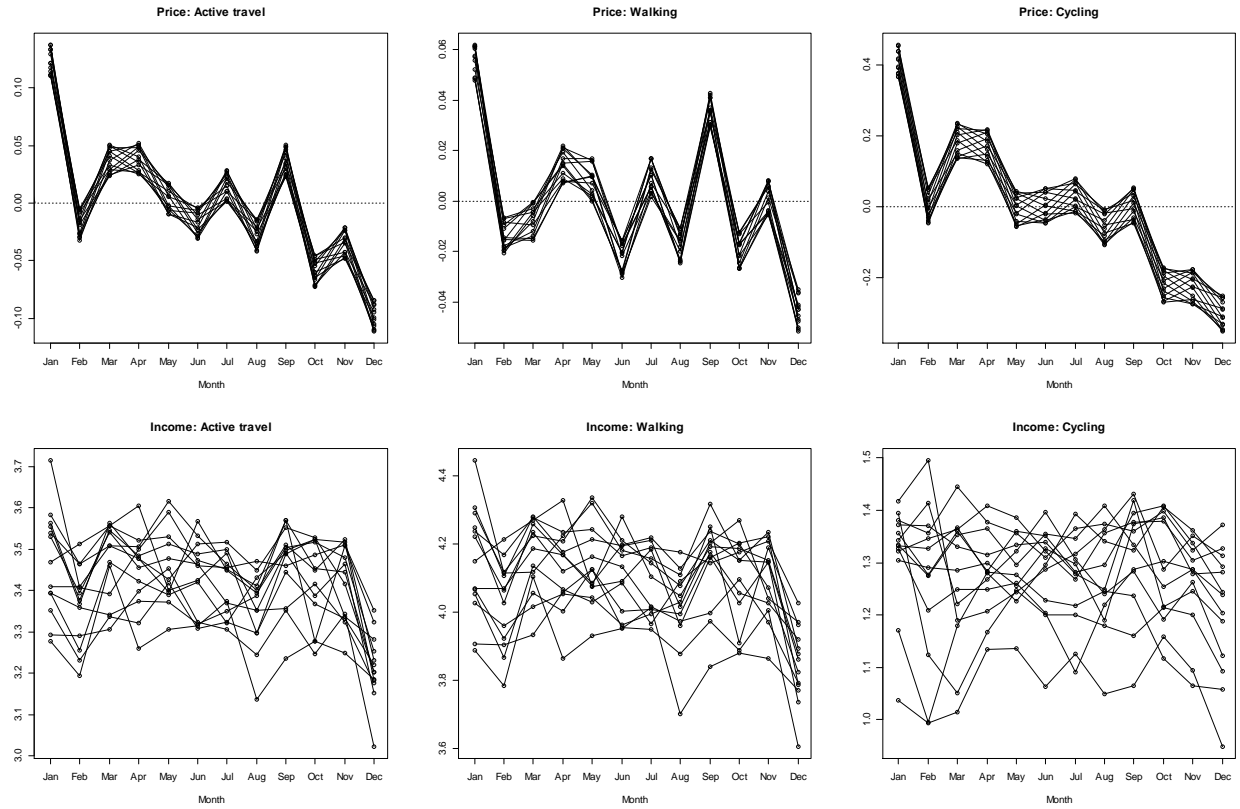 Price: Active travel
0.10
0.05
0.00
-0.05
-0.10
Jan Feb Mar Apr May Jun Jul Aug Sep Oct Nov Dec
Month
Price: Walking
0.06
0.04
0.02
0.00
-0.02
-0.04
Jan Feb Mar Apr May Jun Jul Aug Sep Oct Nov Dec
Month
Price: Cycling
0.4
0.2
0.0
-0.2
Jan Feb Mar Apr May Jun Jul Aug Sep Oct Nov Dec
Month
Income: Active travel
3.7
3.6
3.5
3.4
3.3
3.2
3.1
3.0
Jan Feb Mar Apr May Jun Jul Aug Sep Oct Nov Dec
Month
Income: Walking
4.4
4.2
4.0
3.8
3.6
Jan Feb Mar Apr May Jun Jul Aug Sep Oct Nov Dec
Month
Income: Cycling
1.5
1.4
1.3
1.2
1.1
1.0
Jan Feb Mar Apr May Jun Jul Aug Sep Oct Nov Dec
Month